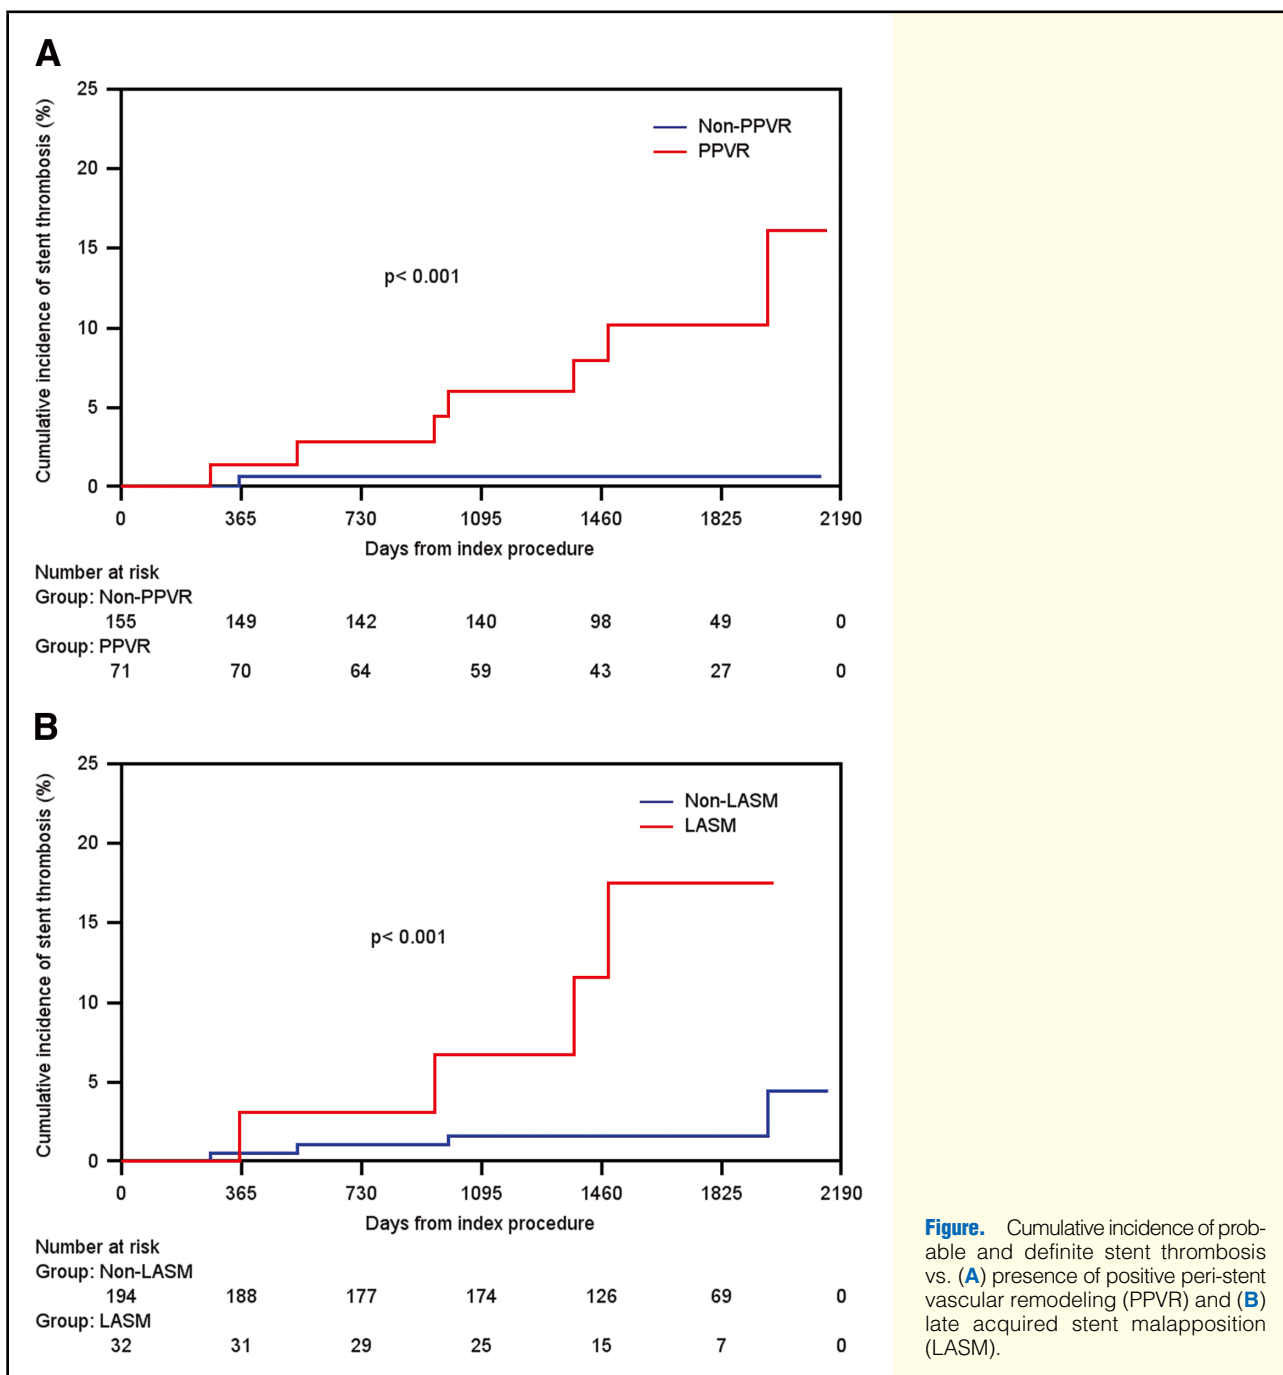 A
Cumulative incidence of stent thrombosis (%)
25
20
15
10
5
0
Non-PPVR
PPVR
p< 0.001
0 365 730 1095 1460 1825 2190
Days from index procedure
Number at risk
Group: Non-PPVR
155 149 142 140 98 49 0
Group: PPVR
71 70 64 59 43 27 0
B
Cumulative incidence of stent thrombosis (%)
25
20
15
10
5
0
Non-LASM
LASM
p< 0.001
0 365 730 1095 1460 1825 2190
Days from index procedure
Number at risk
Group: Non-LASM
194 188 177 174 126 69 0
Group: LASM
32 31 29 25 15 7 0
Figure. Cumulative incidence of prob-
able and definite stent thrombosis
vs. (A) presence of positive peri-stent
vascular remodeling (PPVR) and (B)
late acquired stent malapposition
(LASM).